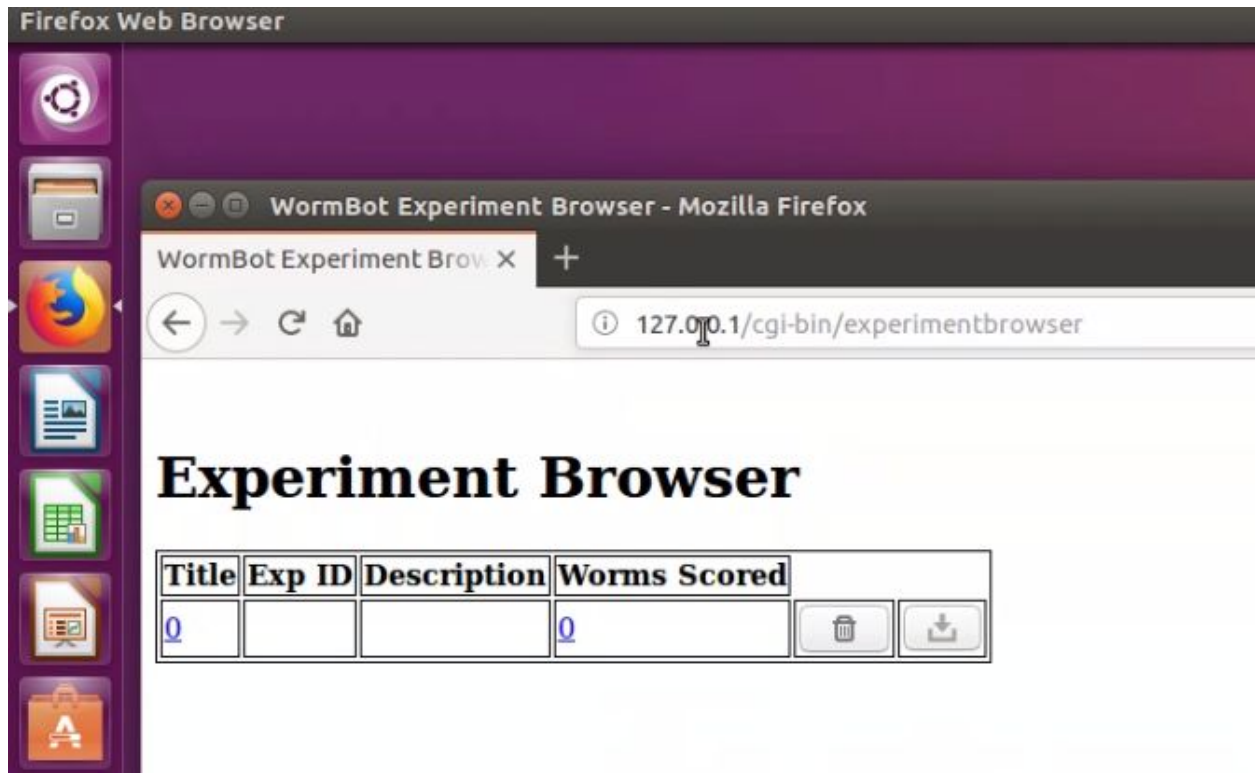 Firefox Web Browser
WormBot Experiment Browser - Mozilla Firefox
WormBot Experiment Brow
127.0.0.1/cgi-bin/experimentbrowser
Experiment Browser
Title Exp ID Description Worms Scored
0 0